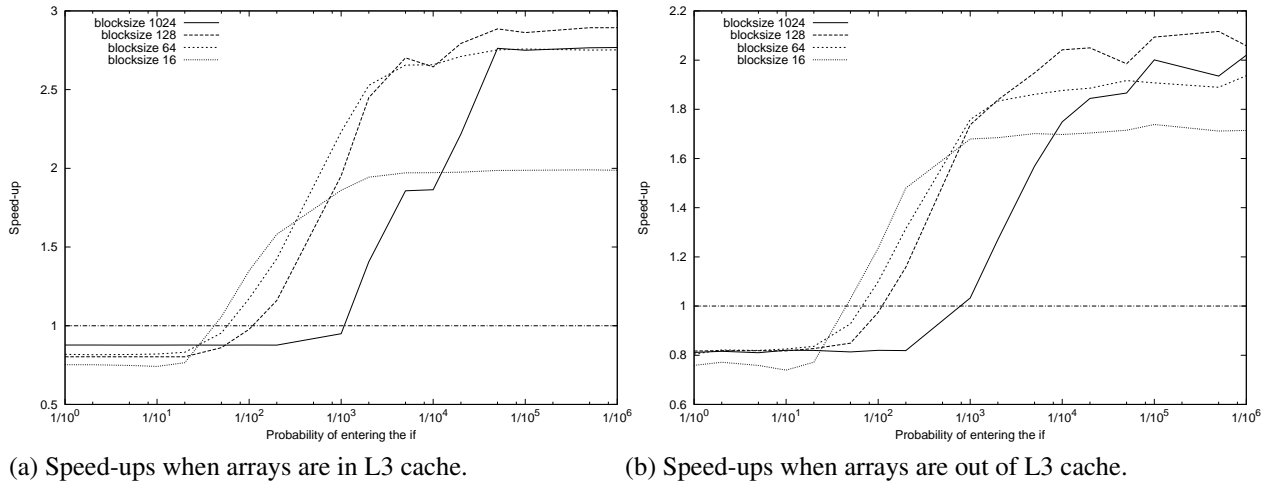 blocksize 1024
blocksize 128
blocksize 64
blocksize 16
3
2.5
2
1.5
1
0.5
Speed-up
1/10^0
1/10^1
1/10^2
1/10^3
1/10^4
1/10^5
1/10^6
Probability of entering the if
(a) Speed-ups when arrays are in L3 cache.
blocksize 1024
blocksize 128
blocksize 64
blocksize 16
2.2
2
1.8
1.6
1.4
1.2
1
0.8
0.6
Speed-up
1/10^0
1/10^1
1/10^2
1/10^3
1/10^4
1/10^5
1/10^6
Probability of entering the if
(b) Speed-ups when arrays are out of L3 cache.